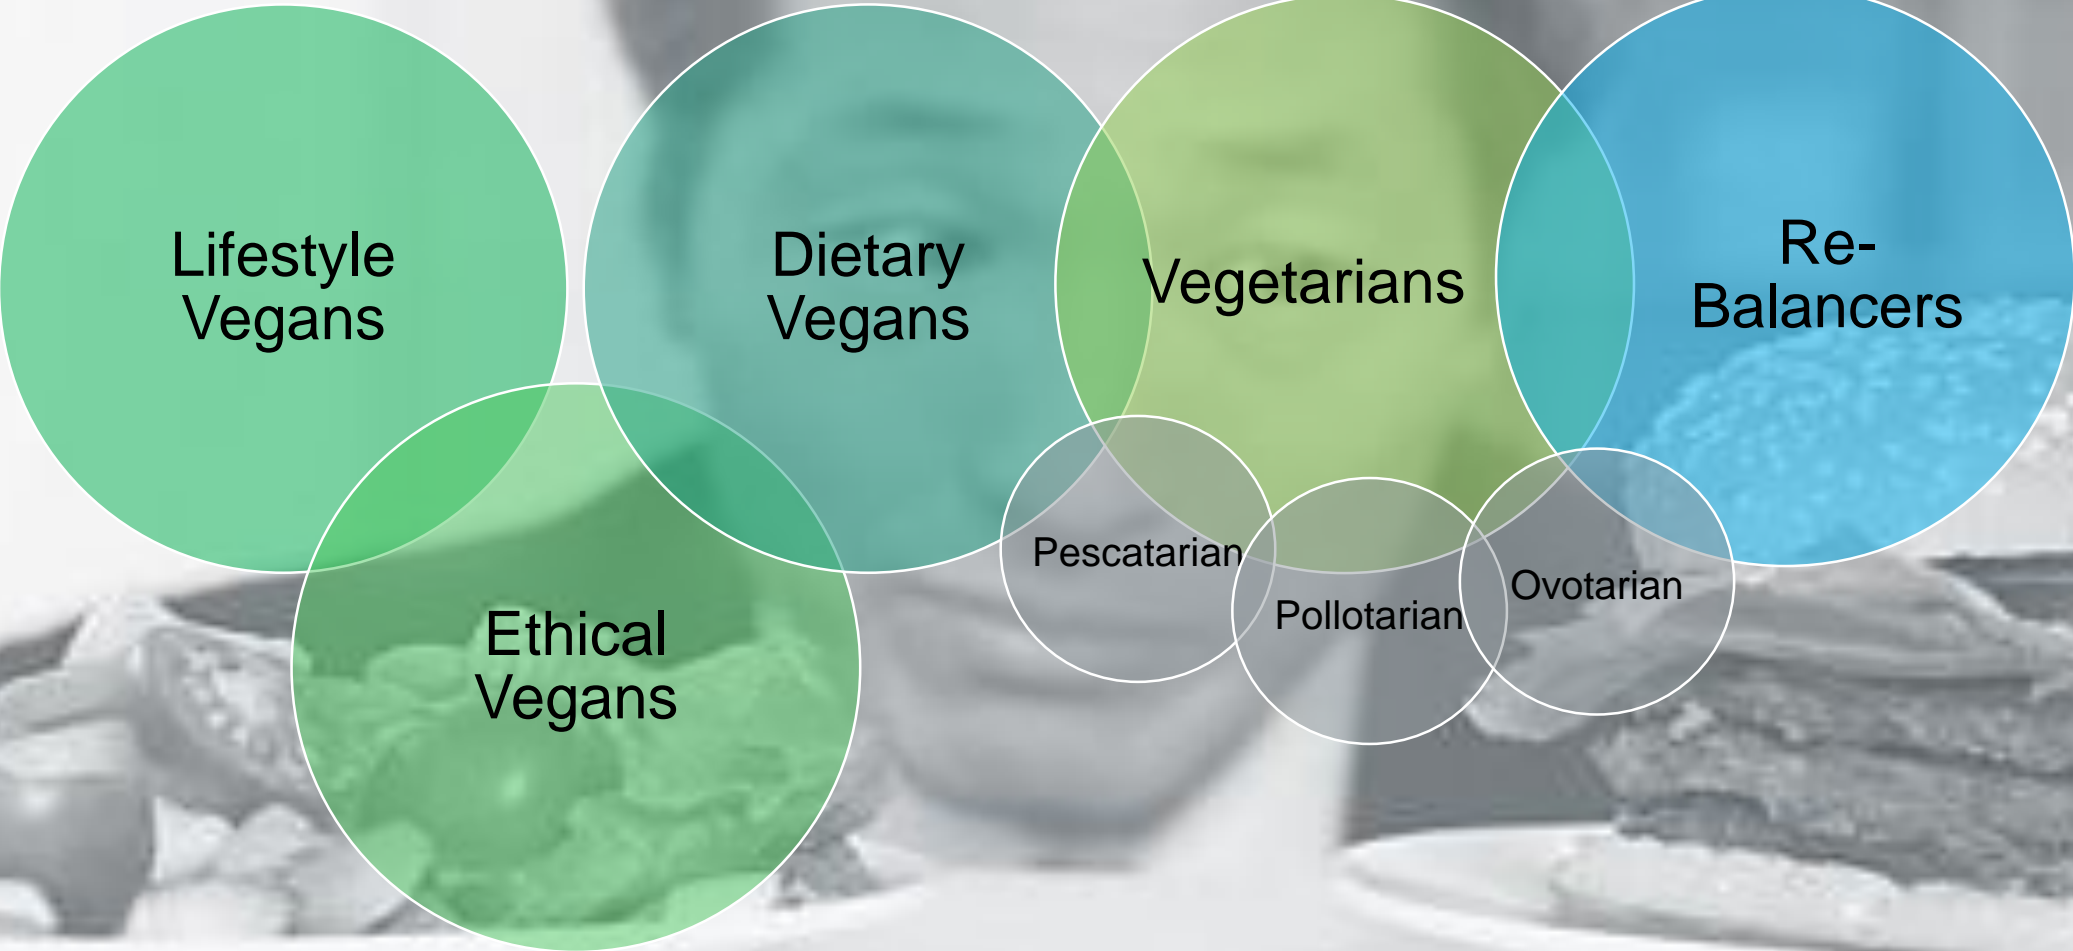 Lifestyle
Vegans
Dietary
Vegans
Vegetarians
Re-
Balancers
Ethical
Vegans
Pescatarian
Pollotarian
Ovotarian